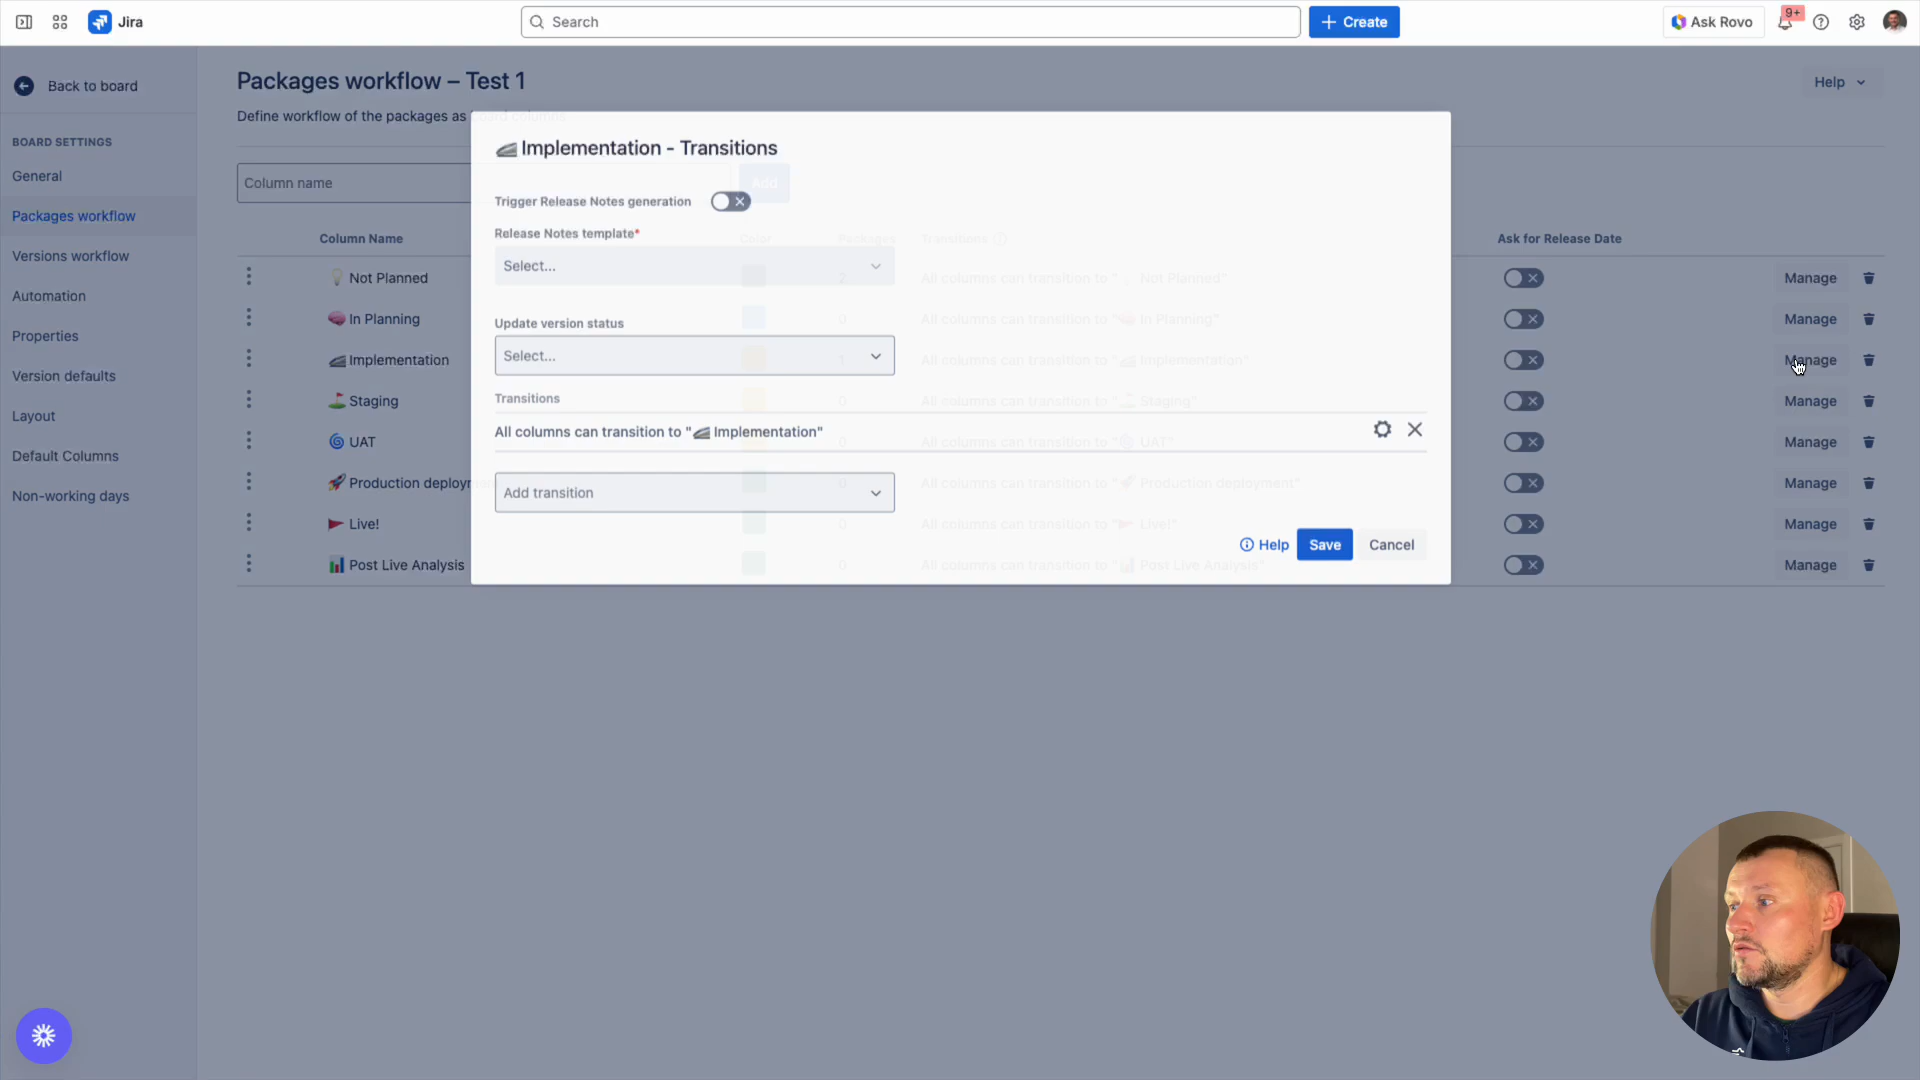 Jira
Search
Create
Ask Rovo
9+
Back to board
Packages workflow – Test 1
Help
Define workflow of the packages as board columns
BOARD SETTINGS
General
Packages workflow
Versions workflow
Automation
Properties
Version defaults
Layout
Default Columns
Non-working days
Column name
Add
Column Name
Color
Packages
Transitions
Ask for Release Date
Not Planned
2
All columns can transition to " Not Planned"
Manage
In Planning
0
All columns can transition to " In Planning"
Manage
Implementation
1
All columns can transition to " Implementation"
Manage
Staging
0
All columns can transition to " Staging"
Manage
UAT
0
All columns can transition to " UAT"
Manage
Production deploym
0
All columns can transition to " Production deployment"
Manage
Live!
0
All columns can transition to " Live!"
Manage
Post Live Analysis
0
All columns can transition to " Post Live Analysis"
Manage
Implementation - Transitions
Trigger Release Notes generation
Release Notes template*
Select...
Update version status
Select...
Transitions
All columns can transition to " Implementation"
Add transition
Help
Save
Cancel